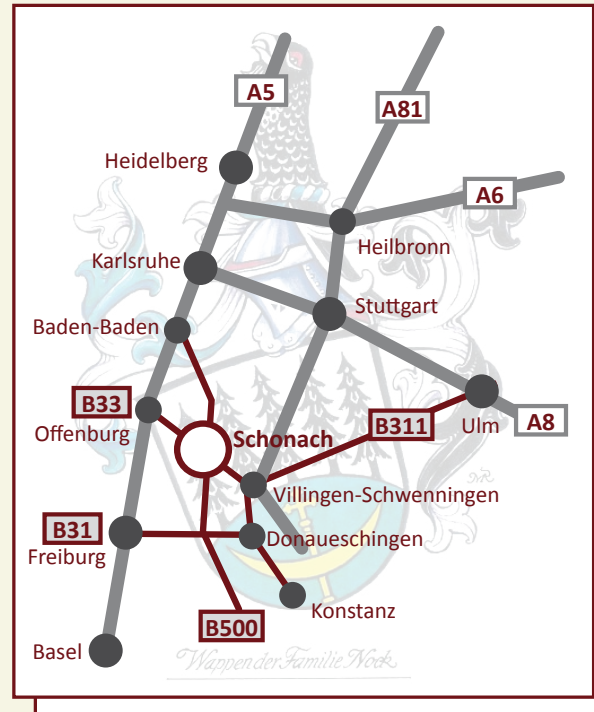 A5
A81
Heidelberg
A6
Heilbronn
Karlsruhe
Stuttgart
Baden-Baden
B33
Offenburg
Schonach
B311
Ulm
A8
Villingen-Schwenningen
B31
Freiburg
Donaueschingen
Konstanz
B500
Basel
Wappen der Familie Nock